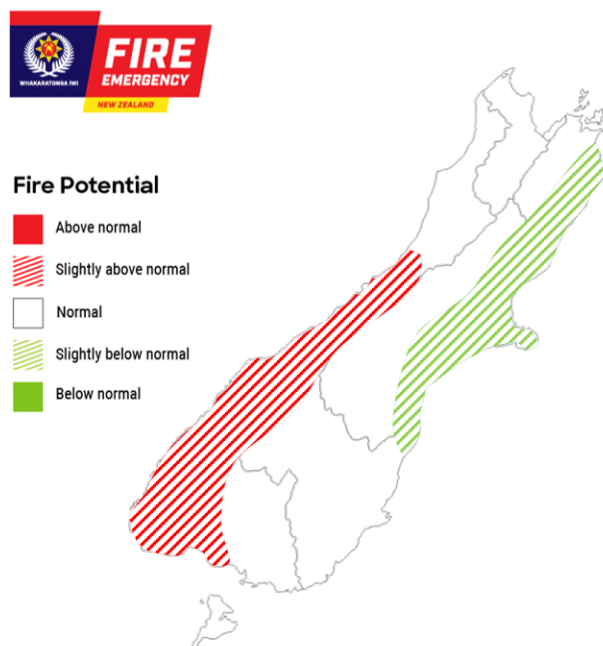 WHAKARATONGA IWI
FIRE
EMERGENCY
NEW ZEALAND
Fire Potential
Above normal
Slightly above normal
Normal
Slightly below normal
Below normal